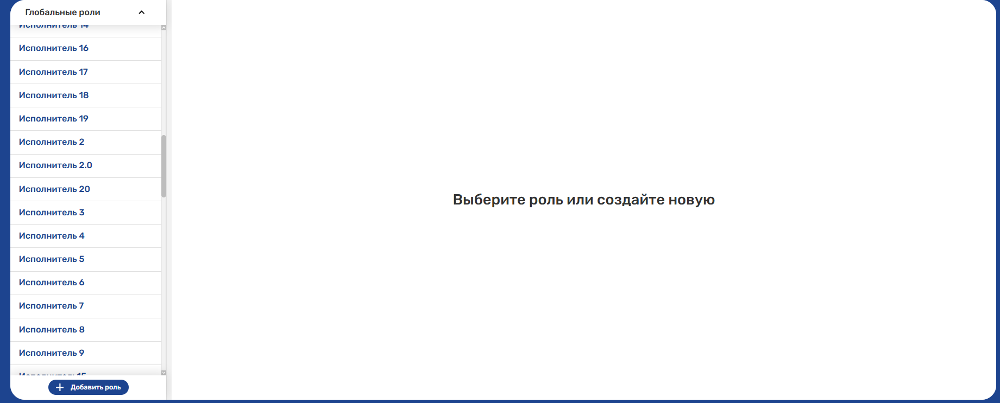 Глобальные роли
Исполнитель 14
Исполнитель 16
Исполнитель 17
Исполнитель 18
Исполнитель 19
Исполнитель 2
Исполнитель 2.0
Исполнитель 20
Исполнитель 3
Исполнитель 4
Исполнитель 5
Исполнитель 6
Исполнитель 7
Исполнитель 8
Исполнитель 9
Исполнитель15
Добавить роль
Выберите роль или создайте новую